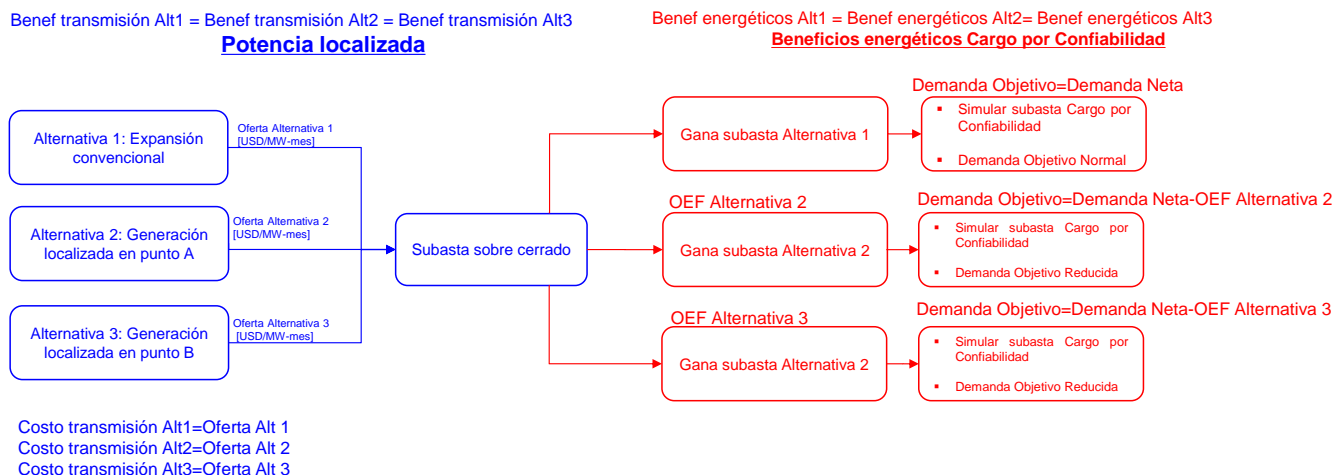 Benef transmisión Alt1 = Benef transmisión Alt2 = Benef transmisión Alt3
Potencia localizada
Benef energéticos Alt1 = Benef energéticos Alt2= Benef energéticos Alt3
Beneficios energéticos Cargo por Confiabilidad
Alternativa 1: Expansión
convencional
Oferta Alternativa 1
[USD/MW-mes]
Alternativa 2: Generación
localizada en punto A
Oferta Alternativa 2
[USD/MW-mes]
Alternativa 3: Generación
localizada en punto B
Oferta Alternativa 3
[USD/MW-mes]
Subasta sobre cerrado
Gana subasta Alternativa 1
Demanda Objetivo=Demanda Neta
▪ Simular subasta Cargo por
Confiabilidad
▪ Demanda Objetivo Normal
OEF Alternativa 2
Gana subasta Alternativa 2
Demanda Objetivo=Demanda Neta-OEF Alternativa 2
▪ Simular subasta Cargo por
Confiabilidad
▪ Demanda Objetivo Reducida
OEF Alternativa 3
Gana subasta Alternativa 2
Demanda Objetivo=Demanda Neta-OEF Alternativa 3
▪ Simular subasta Cargo por
Confiabilidad
▪ Demanda Objetivo Reducida
Costo transmisión Alt1=Oferta Alt 1
Costo transmisión Alt2=Oferta Alt 2
Costo transmisión Alt3=Oferta Alt 3